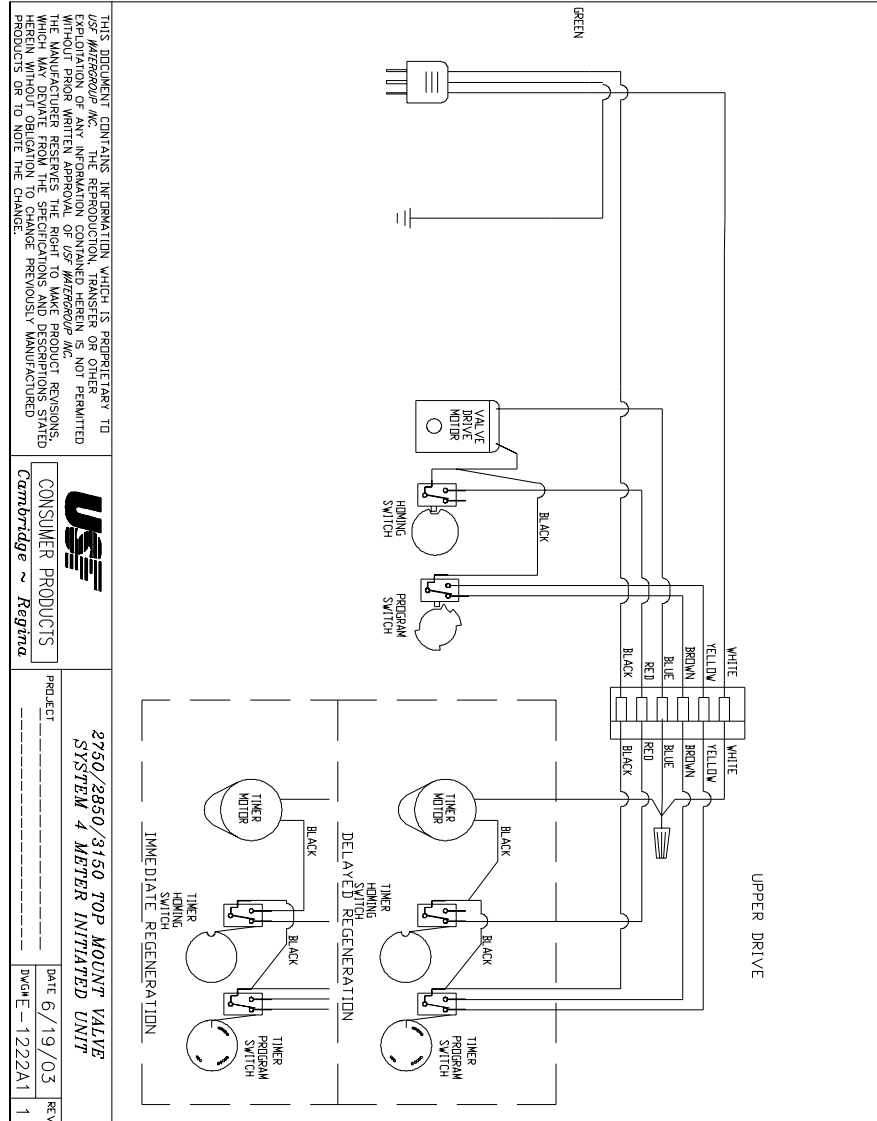 GREEN
VALVE
DRIVE
MOTOR
HOMING
SWITCH
BLACK
PROGRAM
SWITCH
WHITE
YELLOW
BROWN
BLUE
RED
BLACK
WHITE
YELLOW
BROWN
BLUE
RED
BLACK
UPPER DRIVE
TIMER
MOTOR
BLACK
TIMER
HOMING
SWITCH
BLACK
TIMER
PROGRAM
SWITCH
DELAYED REGENERATION
TIMER
MOTOR
BLACK
TIMER
HOMING
SWITCH
BLACK
TIMER
PROGRAM
SWITCH
IMMEDIATE REGENERATION
THIS DOCUMENT CONTAINS INFORMATION WHICH IS PROPRIETARY TO
USF WATERGROUP INC. THE REPRODUCTION, TRANSFER OR OTHER
EXPLOITATION OF ANY INFORMATION CONTAINED HEREIN IS NOT PERMITTED
WITHOUT PRIOR WRITTEN APPROVAL OF USF WATERGROUP INC.
THE MANUFACTURER RESERVES THE RIGHT TO MAKE PRODUCT REVISIONS,
WHICH MAY DEVIATE FROM THE SPECIFICATIONS AND DESCRIPTIONS STATED
HEREIN WITHOUT OBLIGATION TO CHANGE PREVIOUSLY MANUFACTURED
PRODUCTS OR TO NOTE THE CHANGE.
USF
CONSUMER PRODUCTS
Cambridge ~ Regina
2750/2850/3150 TOP MOUNT VALVE
SYSTEM 4 METER INITIATED UNIT
PROJECT
DATE 6/19/03
DWG# E-1222A1
REV
1